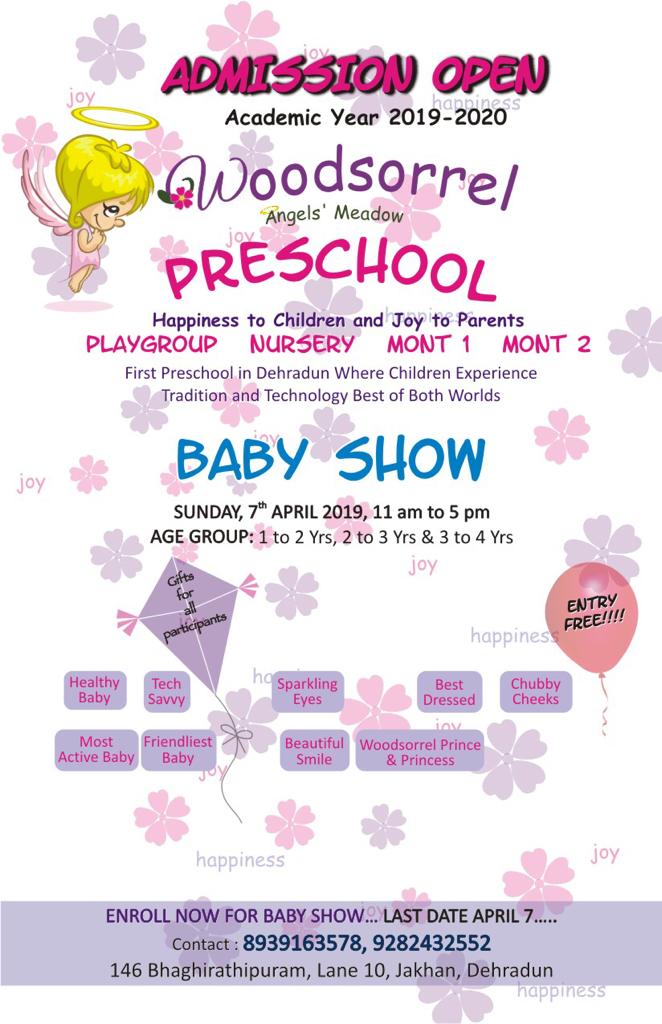 ADMISSION OPEN
Academic Year 2019-2020
Woodsorrel
Angels' Meadow
PRESCHOOL
Happiness to Children and Joy to Parents
PLAYGROUP NURSERY MONT 1 MONT 2
First Preschool in Dehradun Where Children Experience
Tradition and Technology Best of Both Worlds
BABY SHOW
SUNDAY, 7th APRIL 2019, 11 am to 5 pm
AGE GROUP: 1 to 2 Yrs, 2 to 3 Yrs & 3 to 4 Yrs
Gifts
for
all
participants
ENTRY
FREE!!!!
Healthy
Baby
Tech
Savvy
Sparkling
Eyes
Best
Dressed
Chubby
Cheeks
Most
Active Baby
Friendliest
Baby
Beautiful
Smile
Woodsorrel Prince
& Princess
ENROLL NOW FOR BABY SHOW... LAST DATE APRIL 7.....
Contact : 8939163578, 9282432552
146 Bhaghirathipuram, Lane 10, Jakhan, Dehradun
joy
joy
happiness
joy
joy
happiness
joy
joy
joy
happiness
joy
joy
happiness
joy
joy
happiness